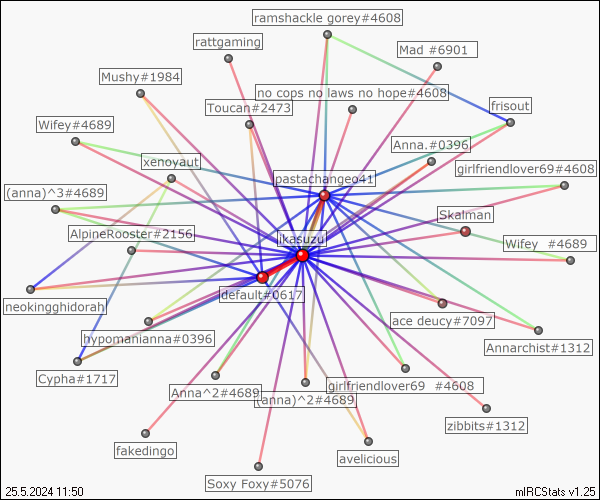 ramshackle gorey#4608
rattgaming
Mad #6901
Mushy#1984
no cops no laws no hope#4608
Toucan#2473
frisout
Wifey#4689
Anna.#0396
xenoyaut
girlfriendlover69#4608
pastachange41
(anna)^3#4689
Skalman
AlpineRooster#2156
jkasuzu
Wifey #4689
default#0617
neokingghidorah
ace deucy#7097
hypomanianna#0396
Annarchist#1312
Cypha#1717
girlfriendlover69 #4608
Anna^2#4689
(anna)^2#4689
zibbits#1312
fakedingo
avelicious
Soxy Foxy#5076
25.5.2024 11:50
mIRCStats v1.25